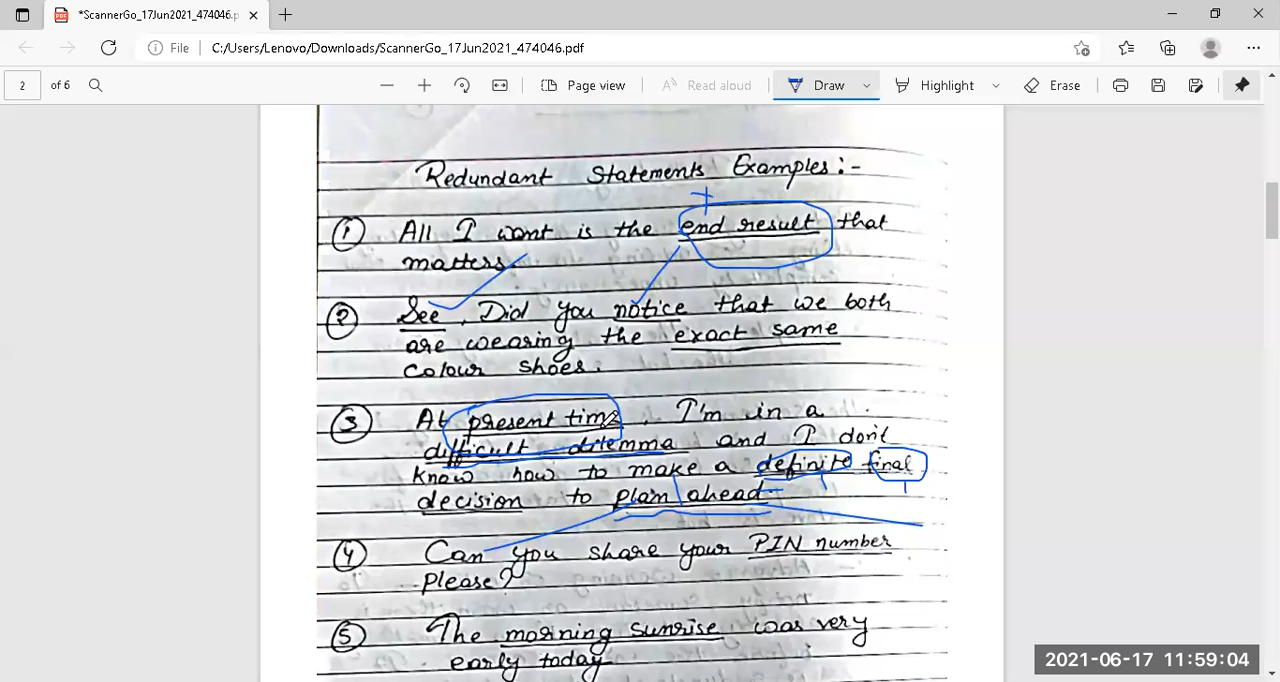 *ScannerGo_17Jun2021_474046.p
File C:/Users/Lenovo/Downloads/ScannerGo_17Jun2021_474046.pdf
2 of 6 Page view Read aloud Draw Highlight Erase
Redundant Statements Examples:-
① All I want is the end result that
matters.
② See, Did you notice that we both
are wearing the exact same
colour shoes.
③ At present time, I'm in a
difficult dilemma and I don't
know how to make a definite final
decision to plan ahead.
④ Can you share your PIN number
please?
⑤ The morning sunrise was very
early today
2021-06-17 11:59:04